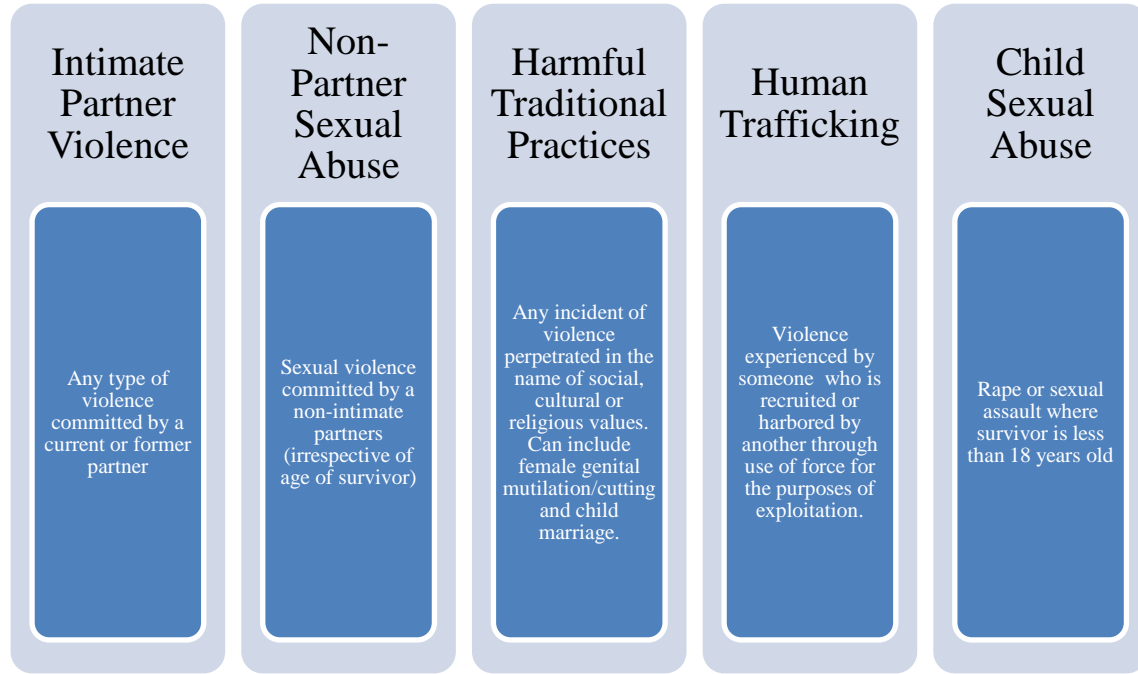 Intimate
Partner
Violence
Any type of
violence
committed by a
current or former
partner
Non-
Partner
Sexual
Abuse
Sexual violence
committed by a
non-intimate
partners
(irrespective of
age of survivor)
Harmful
Traditional
Practices
Any incident of
violence
perpetrated in the
name of social,
cultural or
religious values.
Can include
female genital
mutilation/cutting
and child
marriage.
Human
Trafficking
Violence
experienced by
someone  who is
recruited or
harbored by
another through
use of force for
the purposes of
exploitation.
Child
Sexual
Abuse
Rape or sexual
assault where
survivor is less
than 18 years old